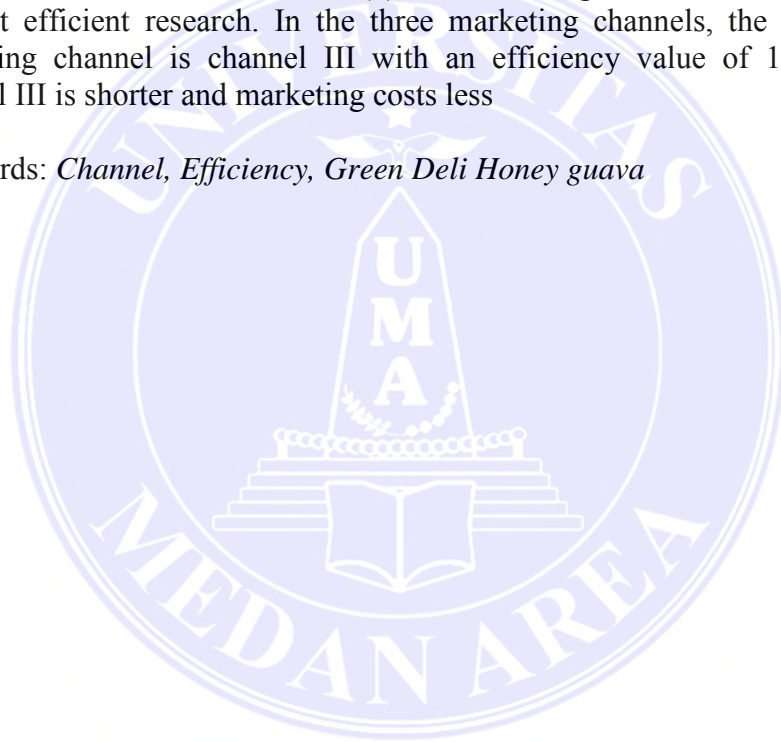 t efficient research. In the three marketing channels, the
ing channel is channel III with an efficiency value of 1
l III is shorter and marketing costs less
rds: Channel, Efficiency, Green Deli Honey guava
UNIVERSITAS
U
M
A
MEDAN AREA